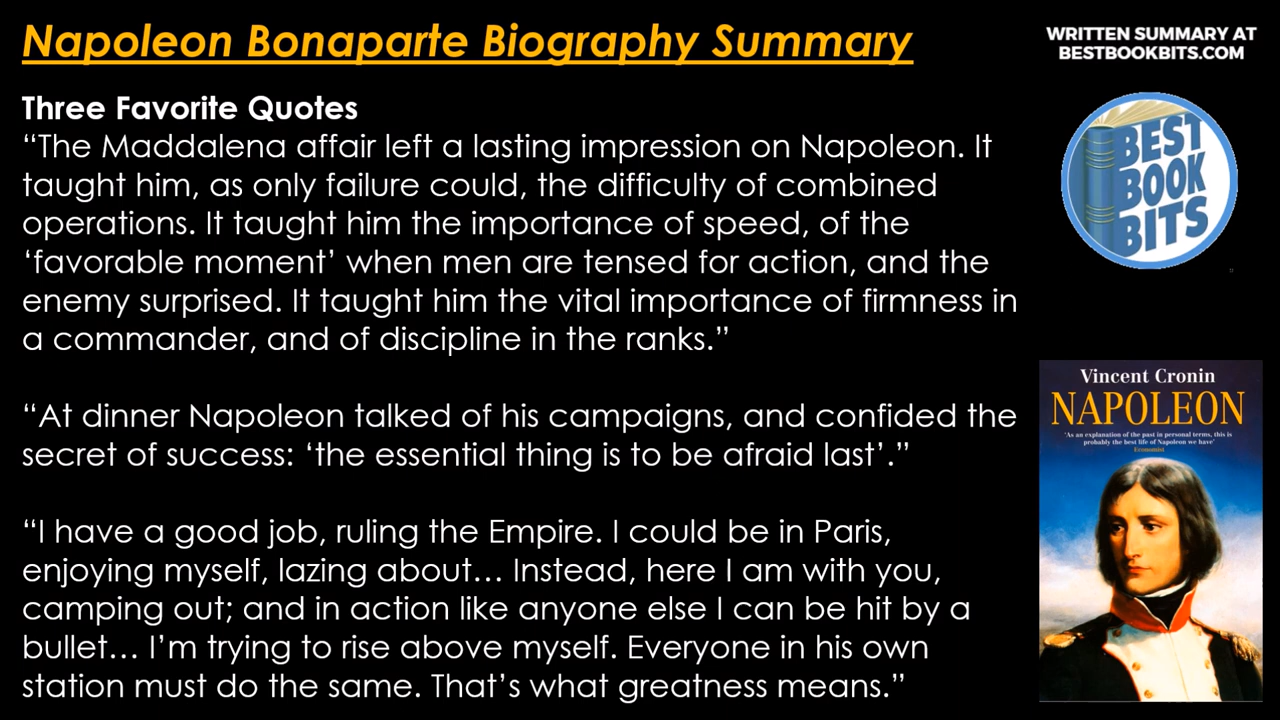 Napoleon Bonaparte Biography Summary
WRITTEN SUMMARY AT
BESTBOOKBITS.COM
Three Favorite Quotes
“The Maddalena affair left a lasting impression on Napoleon. It
taught him, as only failure could, the difficulty of combined
operations. It taught him the importance of speed, of the
‘favorable moment’ when men are tensed for action, and the
enemy surprised. It taught him the vital importance of firmness in
a commander, and of discipline in the ranks.”
“At dinner Napoleon talked of his campaigns, and confided the
secret of success: ‘the essential thing is to be afraid last’.”
“I have a good job, ruling the Empire. I could be in Paris,
enjoying myself, lazing about… Instead, here I am with you,
camping out; and in action like anyone else I can be hit by a
bullet… I’m trying to rise above myself. Everyone in his own
station must do the same. That’s what greatness means.”
BEST
BOOK
BITS
Vincent Cronin
NAPOLEON
'As an explanation of the past in personal terms, this is
probably the best life of Napoleon we have'
Economist